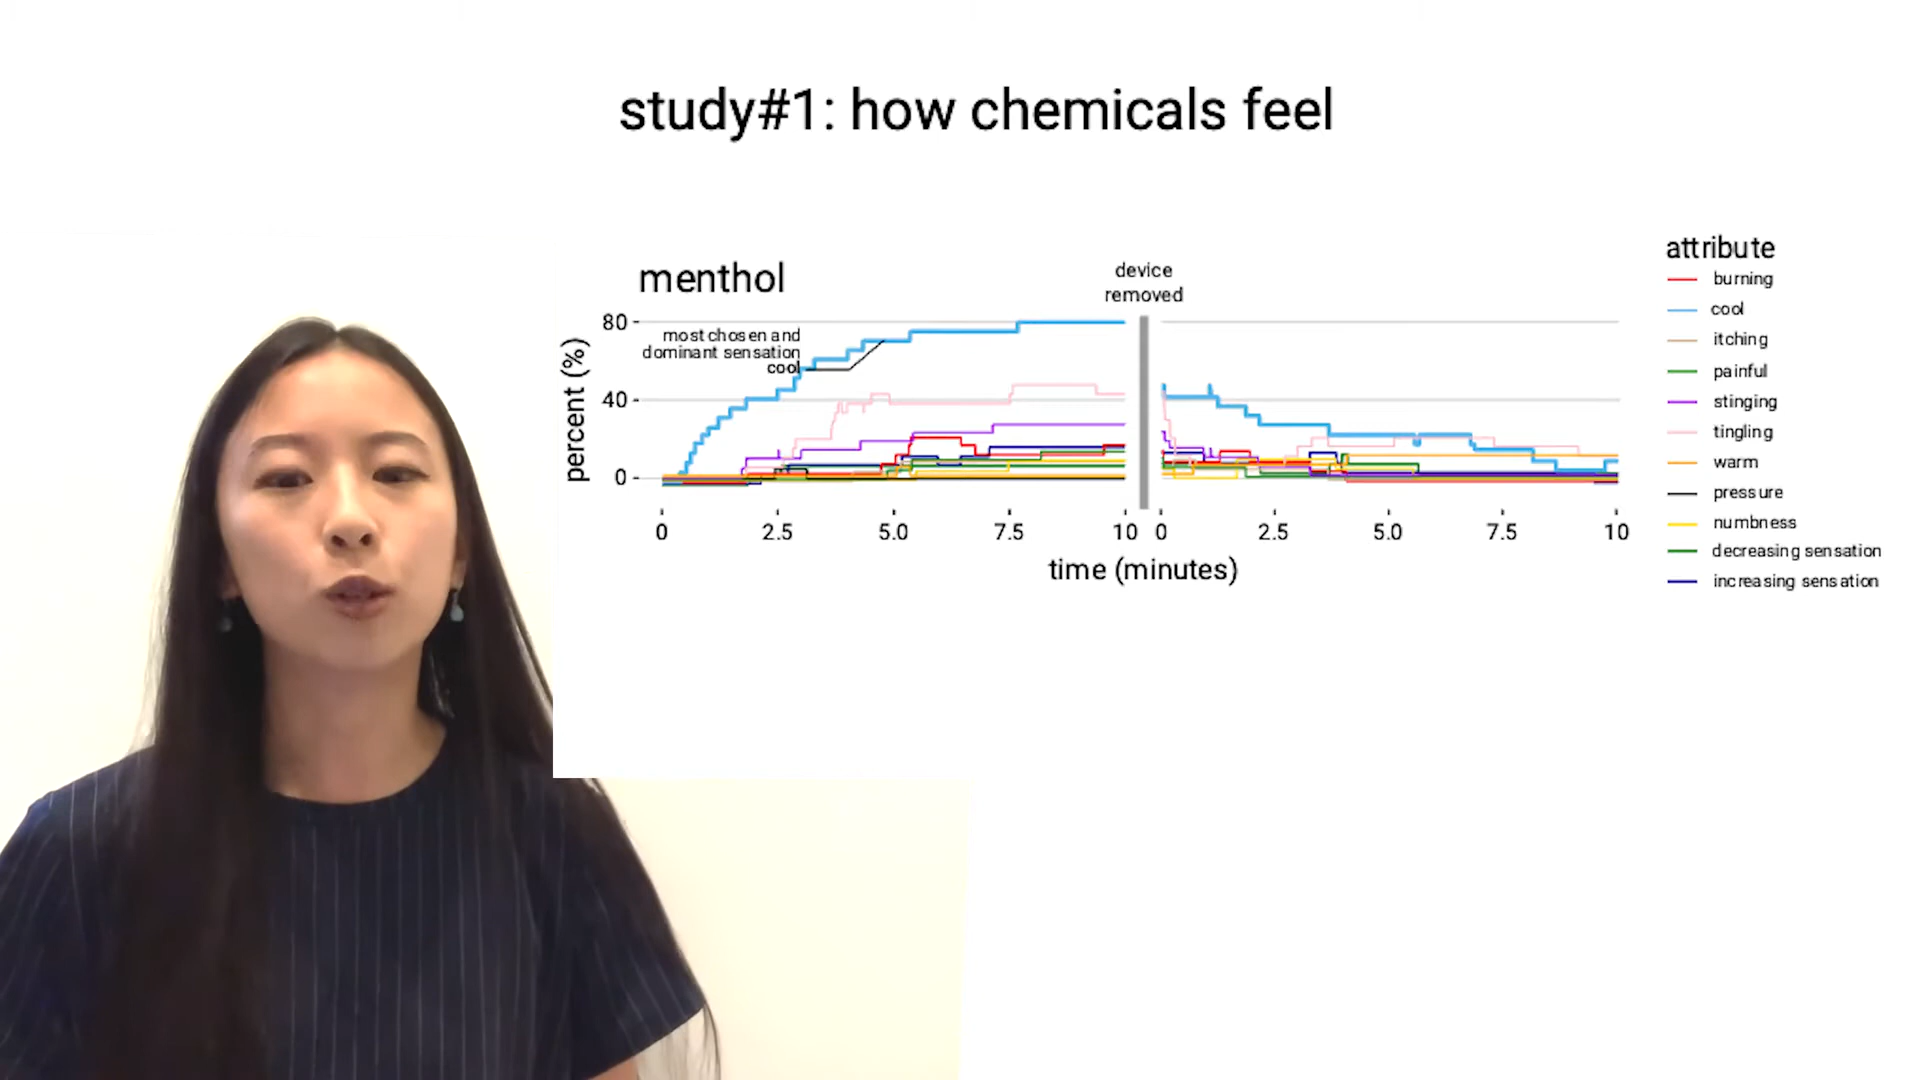 study#1: how chemicals feel
menthol
device
removed
most chosen and
dominant sensation
cool
percent (%)
80
40
0
0 2.5 5.0 7.5 10
0 2.5 5.0 7.5 10
time (minutes)
attribute
burning
cool
itching
painful
stinging
tingling
warm
pressure
numbness
decreasing sensation
increasing sensation